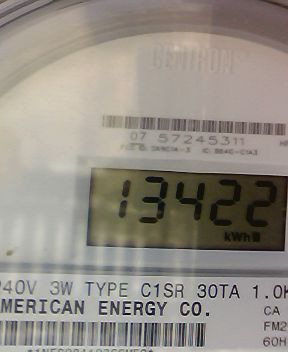 CENTRON
07 57245311
13422
kWh
240V 3W TYPE C1SR 30TA 1.0K
AMERICAN ENERGY CO.
CA
FM2
60H